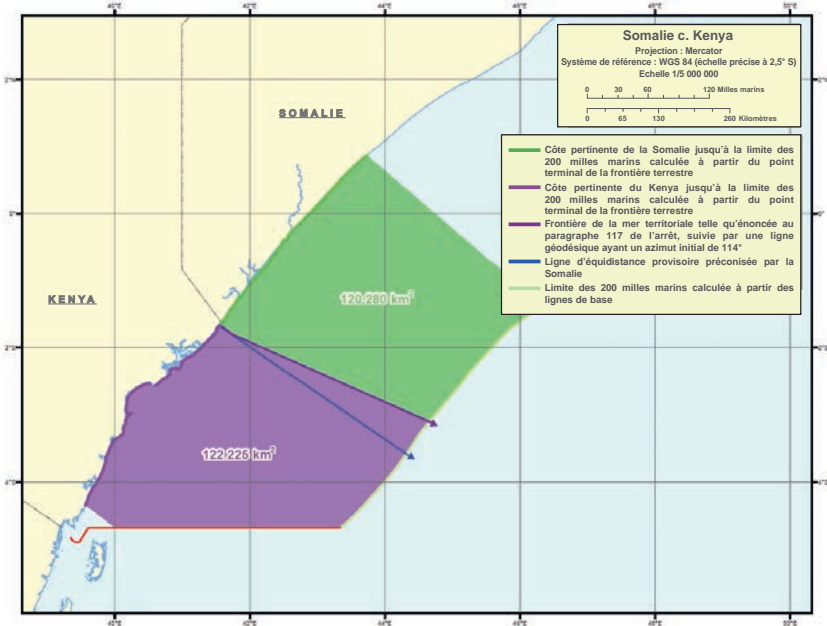 Somalie c. Kenya
Projection : Mercator
Système de référence : WGS 84 (échelle précise à 2,5° S)
Echelle 1/5 000 000
0 30 60 120 Milles marins
0 65 130 260 Kilomètres
SOMALIE
Côte pertinente de la Somalie jusqu'à la limite des
200 milles marins calculée à partir du point
terminal de la frontière terrestre
Côte pertinente du Kenya jusqu'à la limite des
200 milles marins calculée à partir du point
terminal de la frontière terrestre
Frontière de la mer territoriale telle qu'énoncée au
paragraphe 117 de l'arrêt, suivie par une ligne
géodésique ayant un azimut initial de 114°
Ligne d'équidistance provisoire préconisée par la
Somalie
Limite des 200 milles marins calculée à partir des
lignes de base
KENYA
120 280 km²
122 225 km²